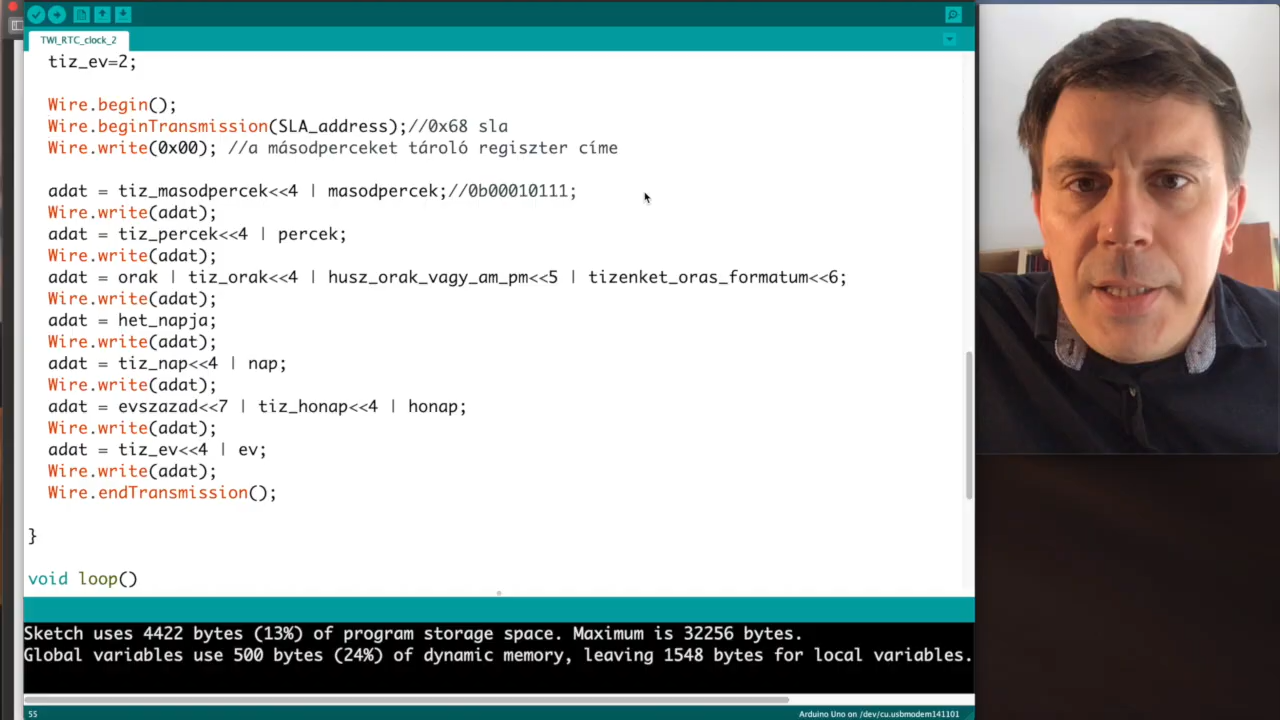 TWI_RTC_clock_2
tiz_ev=2;
Wire.begin();
Wire.beginTransmission(SLA_address);//0x68 sla
Wire.write(0x00); //a másodperceket tároló regiszter címe
adat = tiz_masodpercek<<4 | masodpercek;//0b00010111;
Wire.write(adat);
adat = tiz_percek<<4 | percek;
Wire.write(adat);
adat = orak | tiz_orak<<4 | husz_orak_vagy_am_pm<<5 | tizenket_oras_formatum<<6;
Wire.write(adat);
adat = het_napja;
Wire.write(adat);
adat = tiz_nap<<4 | nap;
Wire.write(adat);
adat = evszazad<<7 | tiz_honap<<4 | honap;
Wire.write(adat);
adat = tiz_ev<<4 | ev;
Wire.write(adat);
Wire.endTransmission();
}
void loop()
Sketch uses 4422 bytes (13%) of program storage space. Maximum is 32256 bytes.
Global variables use 500 bytes (24%) of dynamic memory, leaving 1548 bytes for local variables.
55
Arduino Uno on /dev/cu.usbmodem141101